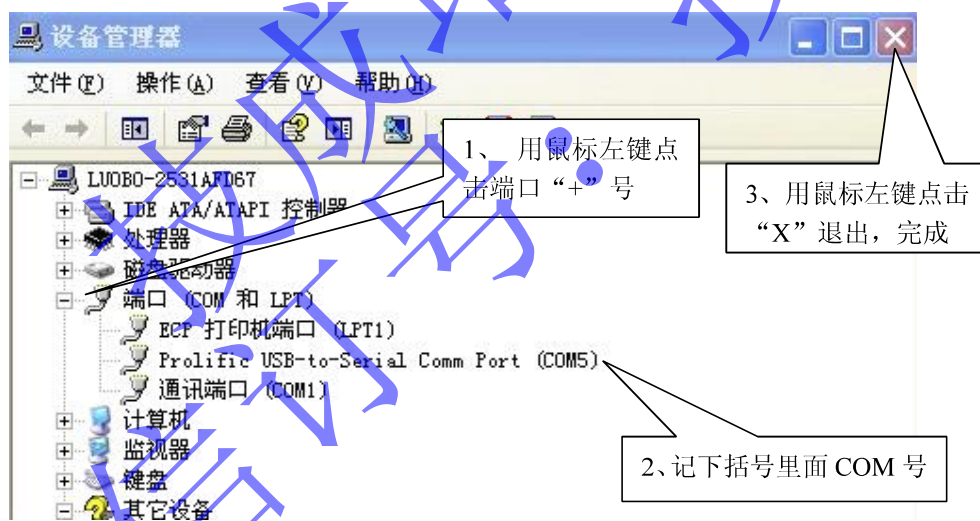 设备管理器
文件(F) 操作(A) 查看(V) 帮助(H)
1、 用鼠标左键点
击端口“+”号
3、用鼠标左键点击
“X”退出，完成
LUOBO-2531AFD67
IDE ATA/ATAPI 控制器
处理器
磁盘驱动器
端口 (COM 和 LPT)
ECP 打印机端口 (LPT1)
Prolific USB-to-Serial Comm Port (COM5)
通讯端口 (COM1)
计算机
监视器
2、记下括号里面 COM 号
键盘
其它设备